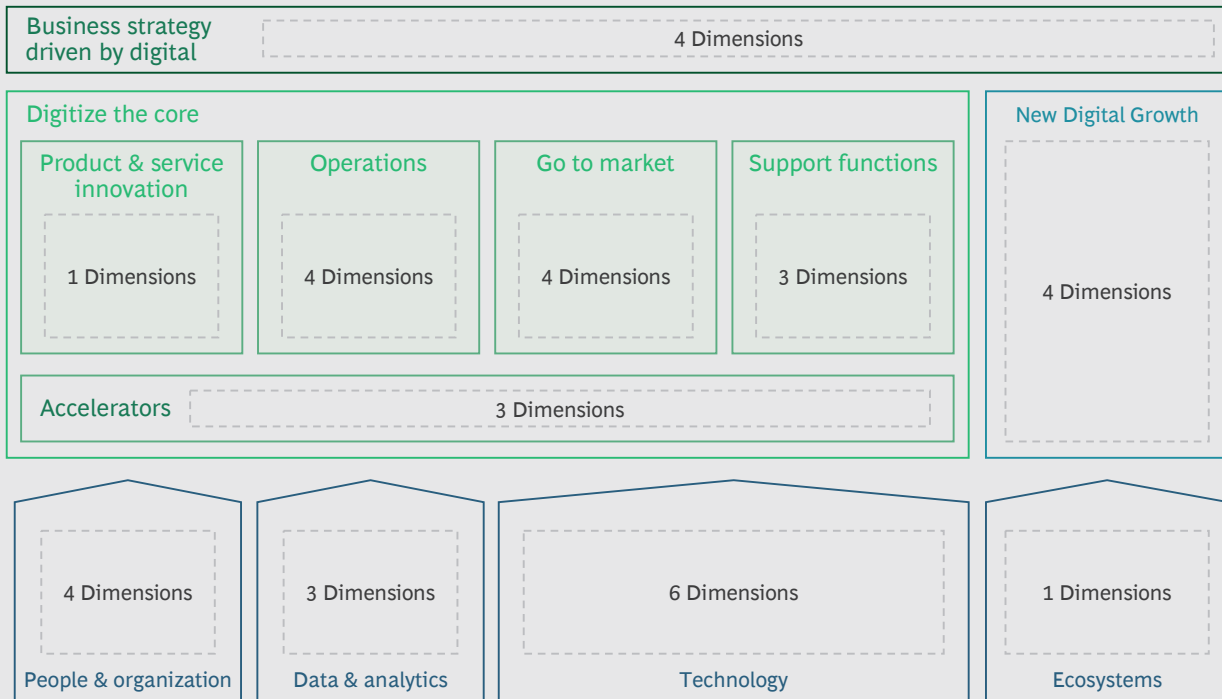 Business strategy
driven by digital
4 Dimensions
Digitize the core
Product & service
innovation
1 Dimensions
Operations
4 Dimensions
Go to market
4 Dimensions
Support functions
3 Dimensions
Accelerators
3 Dimensions
New Digital Growth
4 Dimensions
4 Dimensions
People & organization
3 Dimensions
Data & analytics
6 Dimensions
Technology
1 Dimensions
Ecosystems